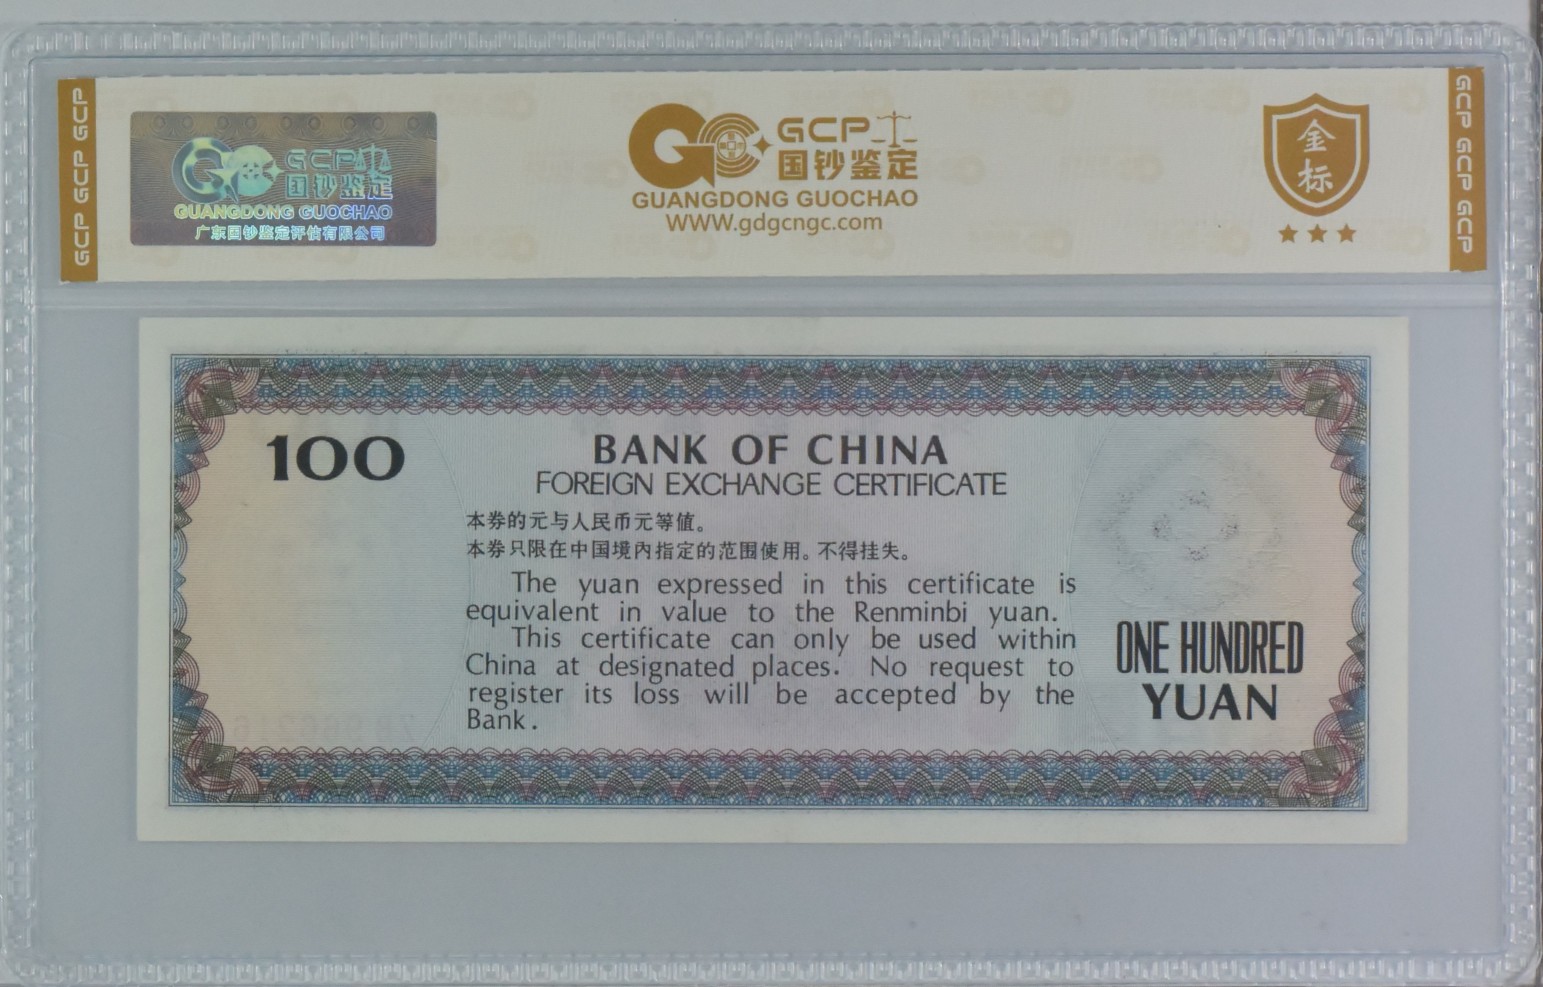 GCP GCP GCP
GCP 国钞鉴定
GUANGDONG GUOCHAO
广东国钞鉴定评估有限公司
GCP
国钞鉴定
GUANGDONG GUOCHAO
WWW.gdgcngc.com
金标
GCP GCP GCP
100
BANK OF CHINA
FOREIGN EXCHANGE CERTIFICATE
本券的元与人民币元等值。
本券只限在中国境内指定的范围使用。不得挂失。
The yuan expressed in this certificate is
equivalent in value to the Renminbi yuan.
This certificate can only be used within
China at designated places. No request to
register its loss will be accepted by the
Bank.
ONE HUNDRED
YUAN